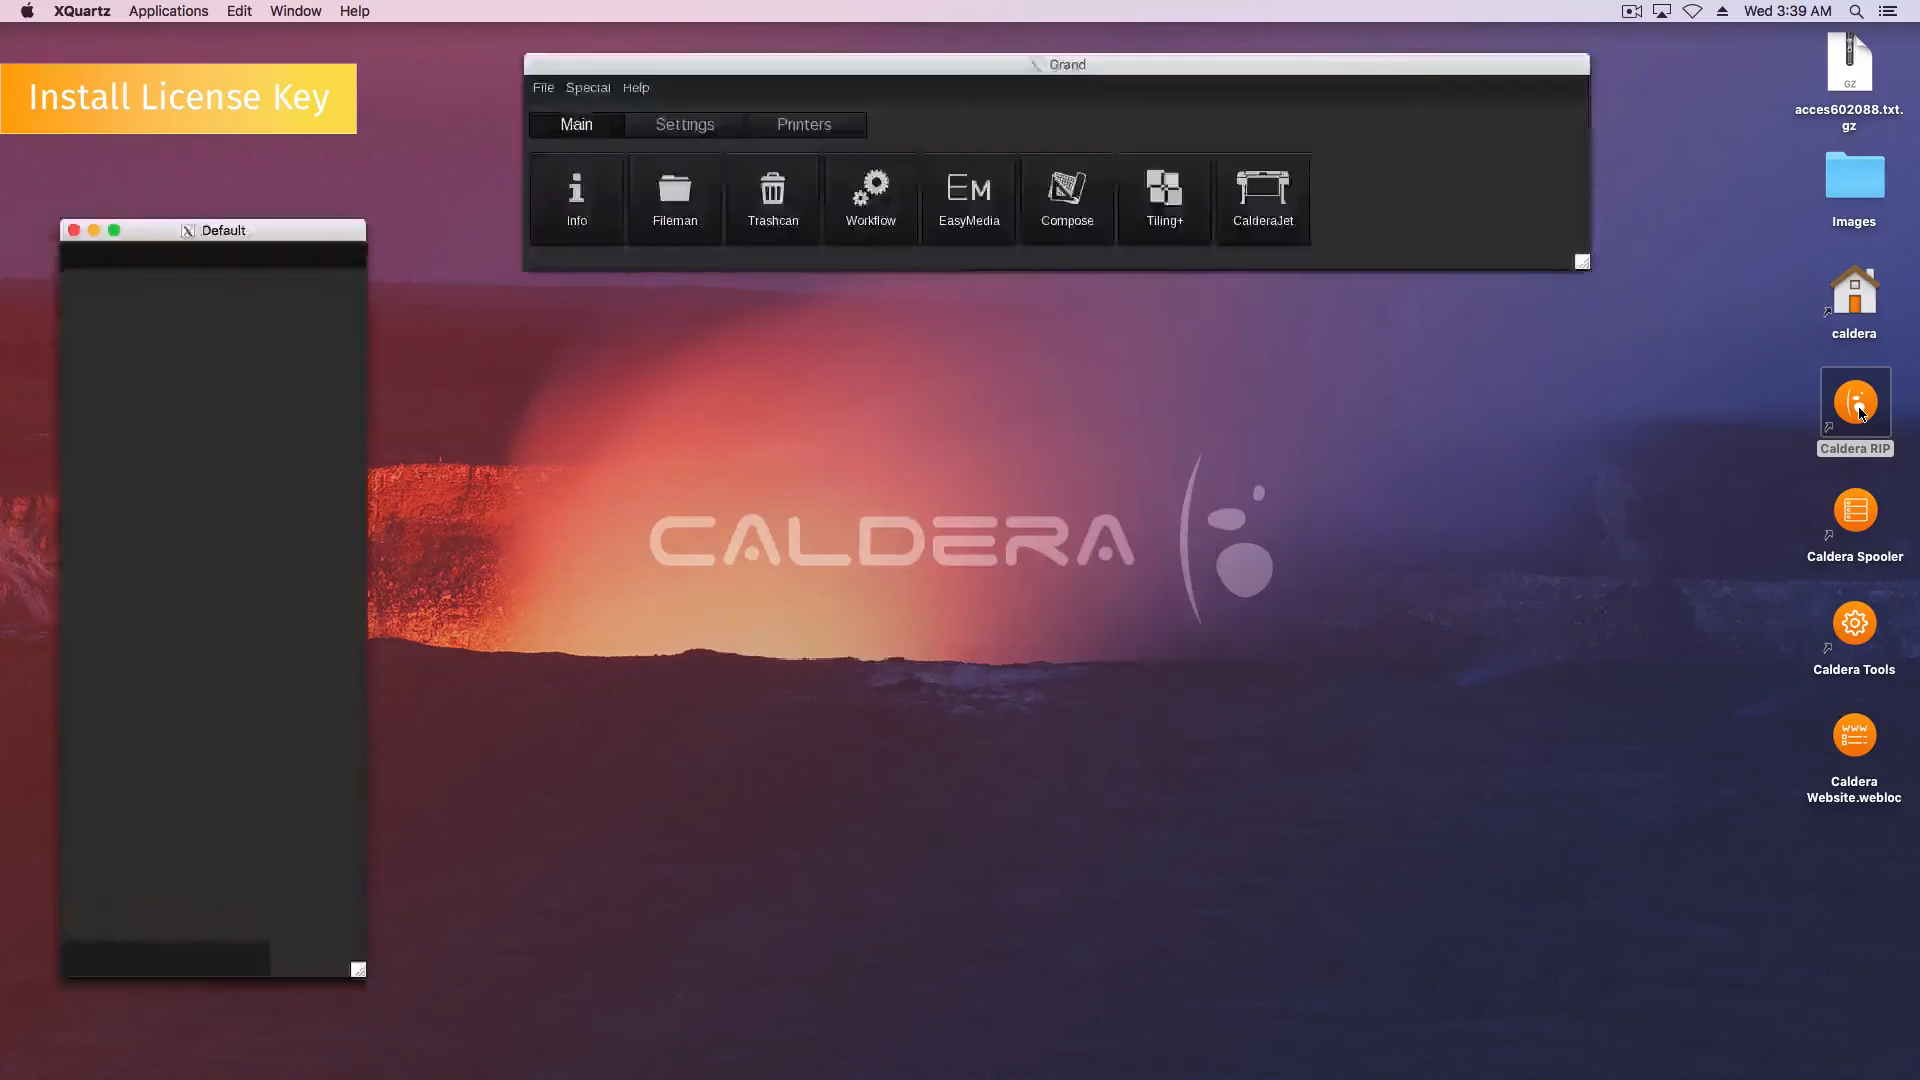 XQuartz Applications Edit Window Help
Wed 3:39 AM
Install License Key
Grand
File Special Help
Main Settings Printers
Info Fileman Trashcan Workflow EasyMedia Compose Tiling+ CalderaJet
EM
Default
CALDERA
GZ
acces602088.txt.
gz
Images
caldera
Caldera RIP
Caldera Spooler
Caldera Tools
WWW
Caldera
Website.webloc